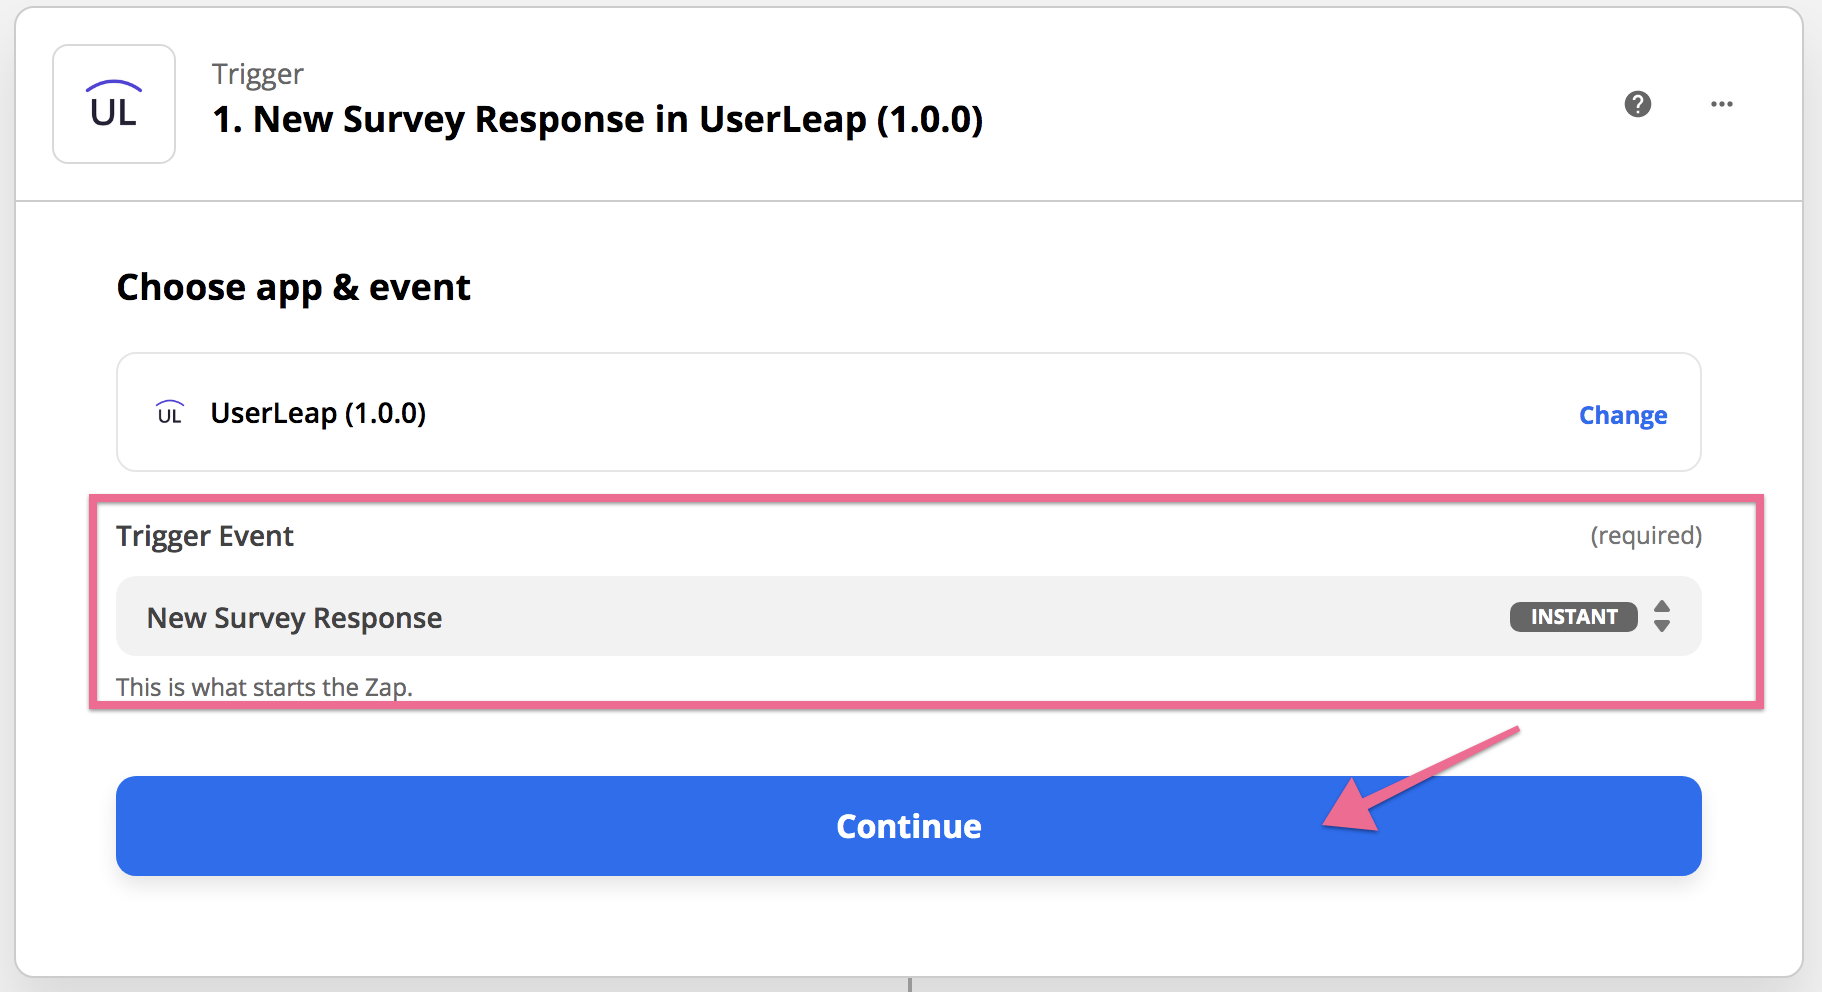 UL
Trigger
1. New Survey Response in UserLeap (1.0.0)
?
Choose app & event
UL
UserLeap (1.0.0)
Change
Trigger Event
(required)
New Survey Response
INSTANT
This is what starts the Zap.
Continue